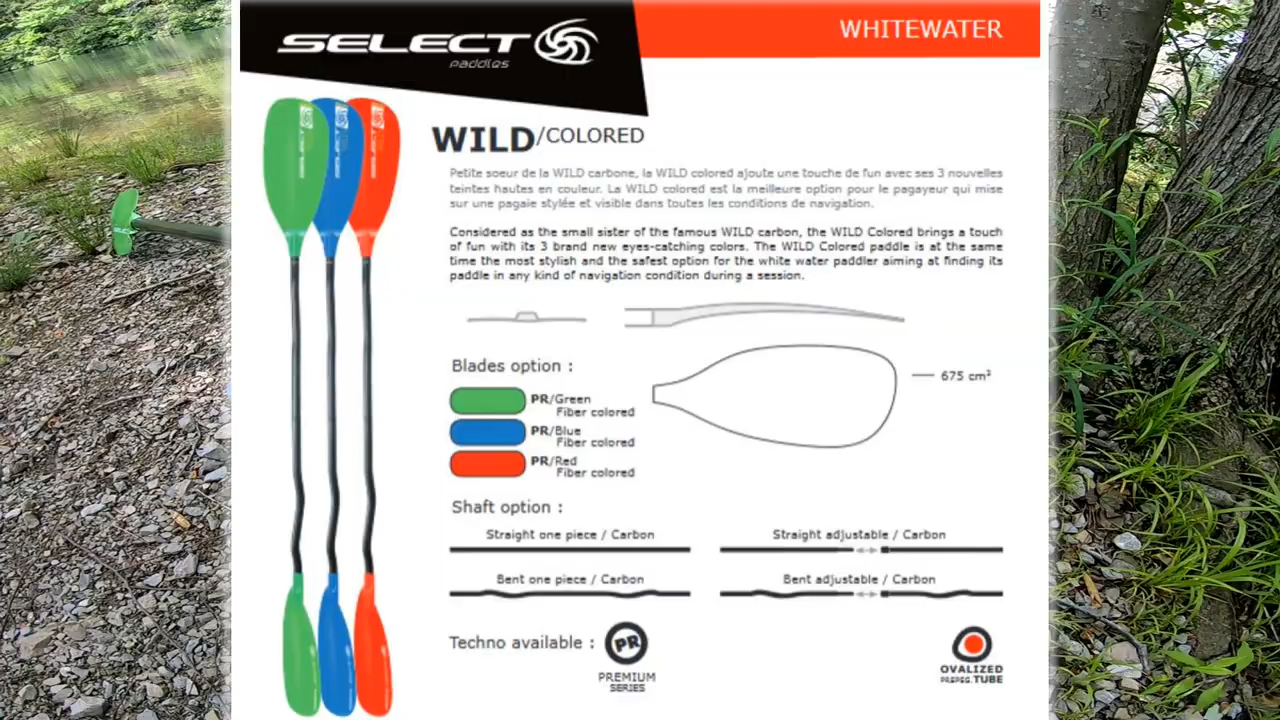 SELECT
paddles
WHITEWATER
SELECT
SELECT
SELECT
WILD/COLORED
Petite soeur de la WILD carbone, la WILD colored ajoute une touche de fun avec ses 3 nouvelles
teintes hautes en couleur. La WILD colored est la meilleure option pour le pagayeur qui mise
sur une pagaie stylée et visible dans toutes les conditions de navigation.
Considered as the small sister of the famous WILD carbon, the WILD Colored brings a touch
of fun with its 3 brand new eyes-catching colors. The WILD Colored paddle is at the same
time the most stylish and the safest option for the white water paddler aiming at finding its
paddle in any kind of navigation condition during a session.
Blades option :
675 cm²
PR/Green
Fiber colored
PR/Blue
Fiber colored
PR/Red
Fiber colored
Shaft option :
Straight one piece / Carbon
Straight adjustable / Carbon
Bent one piece / Carbon
Bent adjustable / Carbon
Techno available :
PR
PREMIUM
SERIES
OVALIZED
PREPEG.TUBE